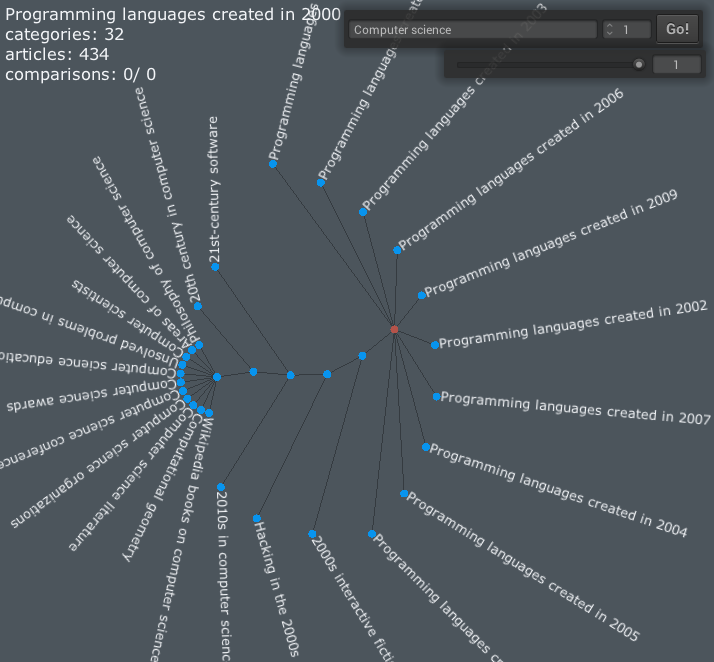 Programming languages created in 2000
categories: 32
articles: 434
comparisons: 0/ 0
Computer science
1
Go!
1
Programming languages
Programming languages created
Programming languages created in 2003
Programming languages created in 2006
Programming languages created in 2009
Programming languages created in 2002
Programming languages created in 2007
Programming languages created in 2004
Programming languages created in 2005
Programming languages
2000s interactive
Hacking in the 2000s
2010s in computer scienc
21st-century software
20th century in computer science
Philosophy of computer science
Areas of computer science
Computer scientists
Unsolved problems in
Computer science education
Computer science awards
Computer science conference
Computer science organizations
Computer science literature
Computational geometry
Wikipedia books on computer science